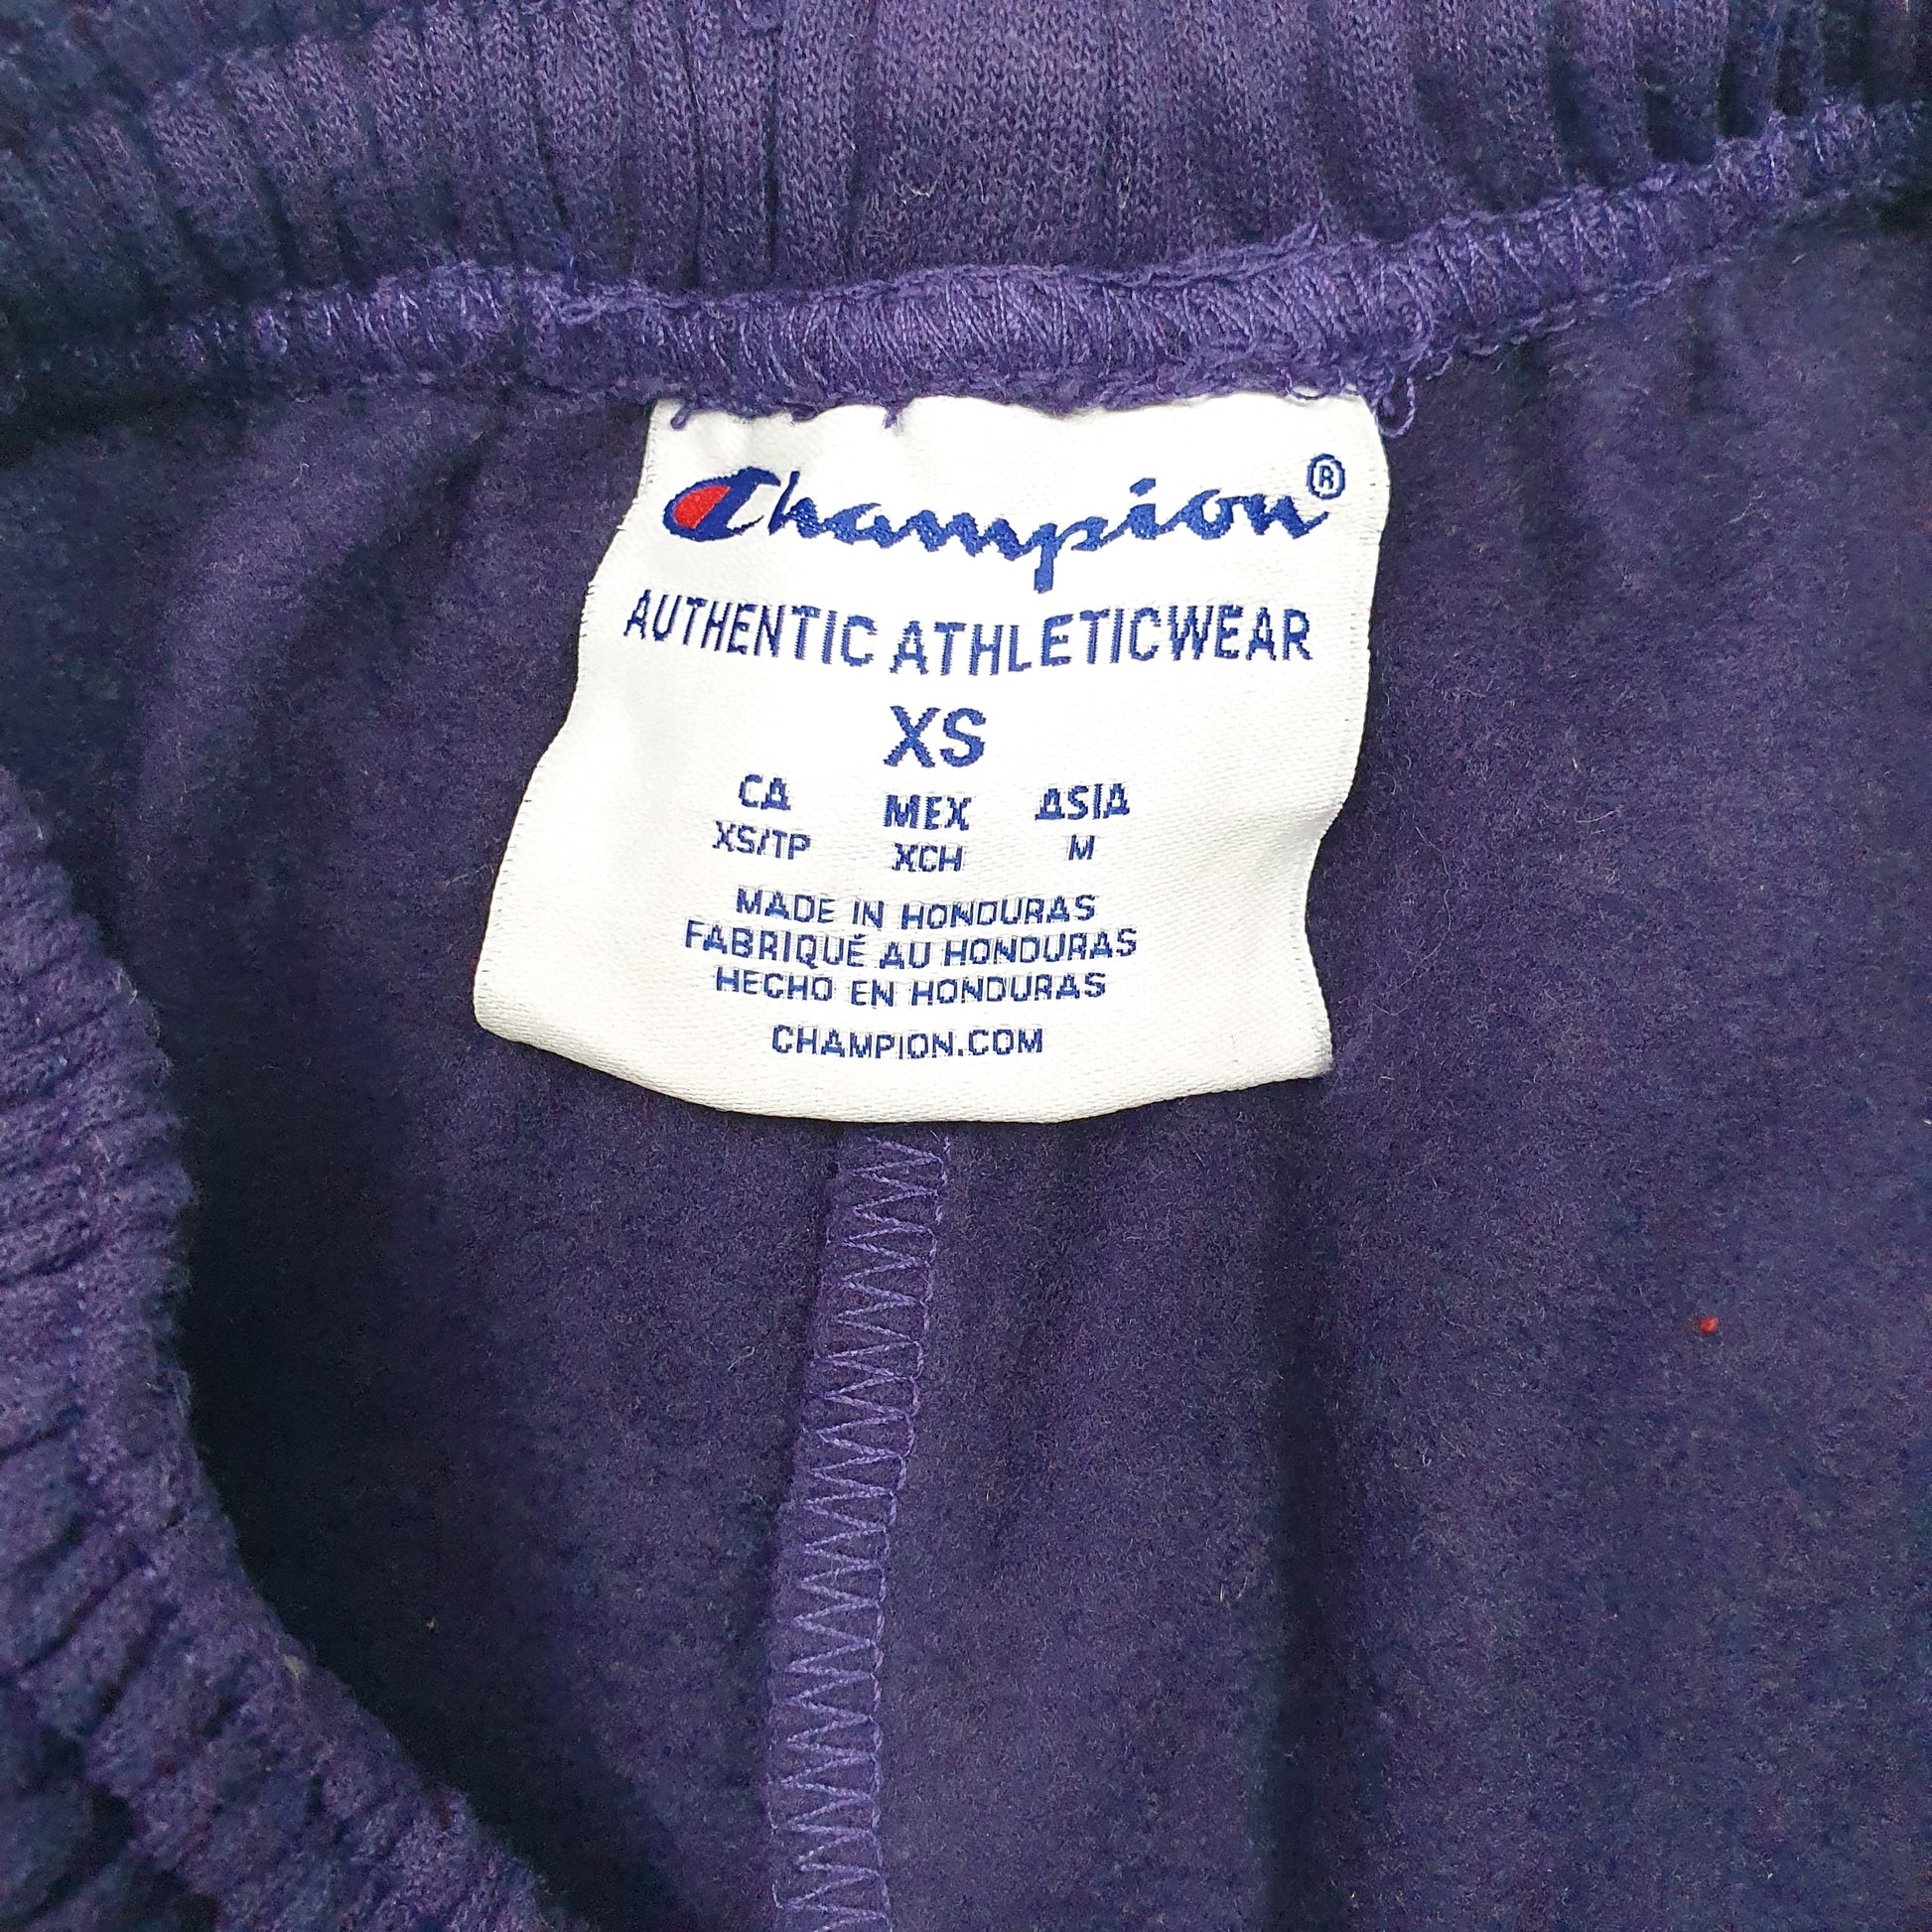 Champion®
AUTHENTIC ATHLETICWEAR
XS
CA MEX ASIA
XS/TP XCH M
MADE IN HONDURAS
FABRIQUÉ AU HONDURAS
HECHO EN HONDURAS
CHAMPION.COM